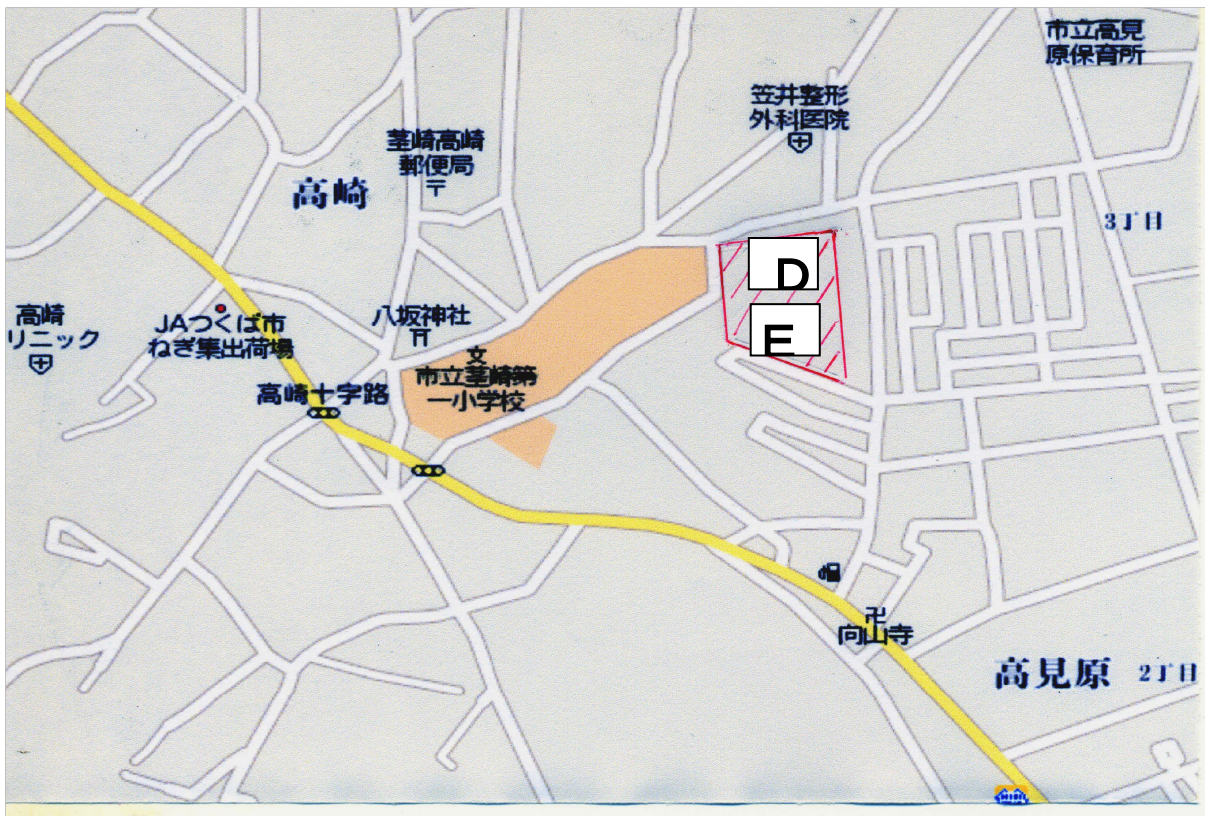 市立高見
原保育所
笠井整形
外科医院
茎崎高崎
郵便局
〒
高崎
3丁目
D
E
高崎
リニック
JAつくば市
ねぎ集出荷場
八坂神社
文
市立茎崎第
一小学校
高崎十字路
卍
向山寺
高見原 2丁目